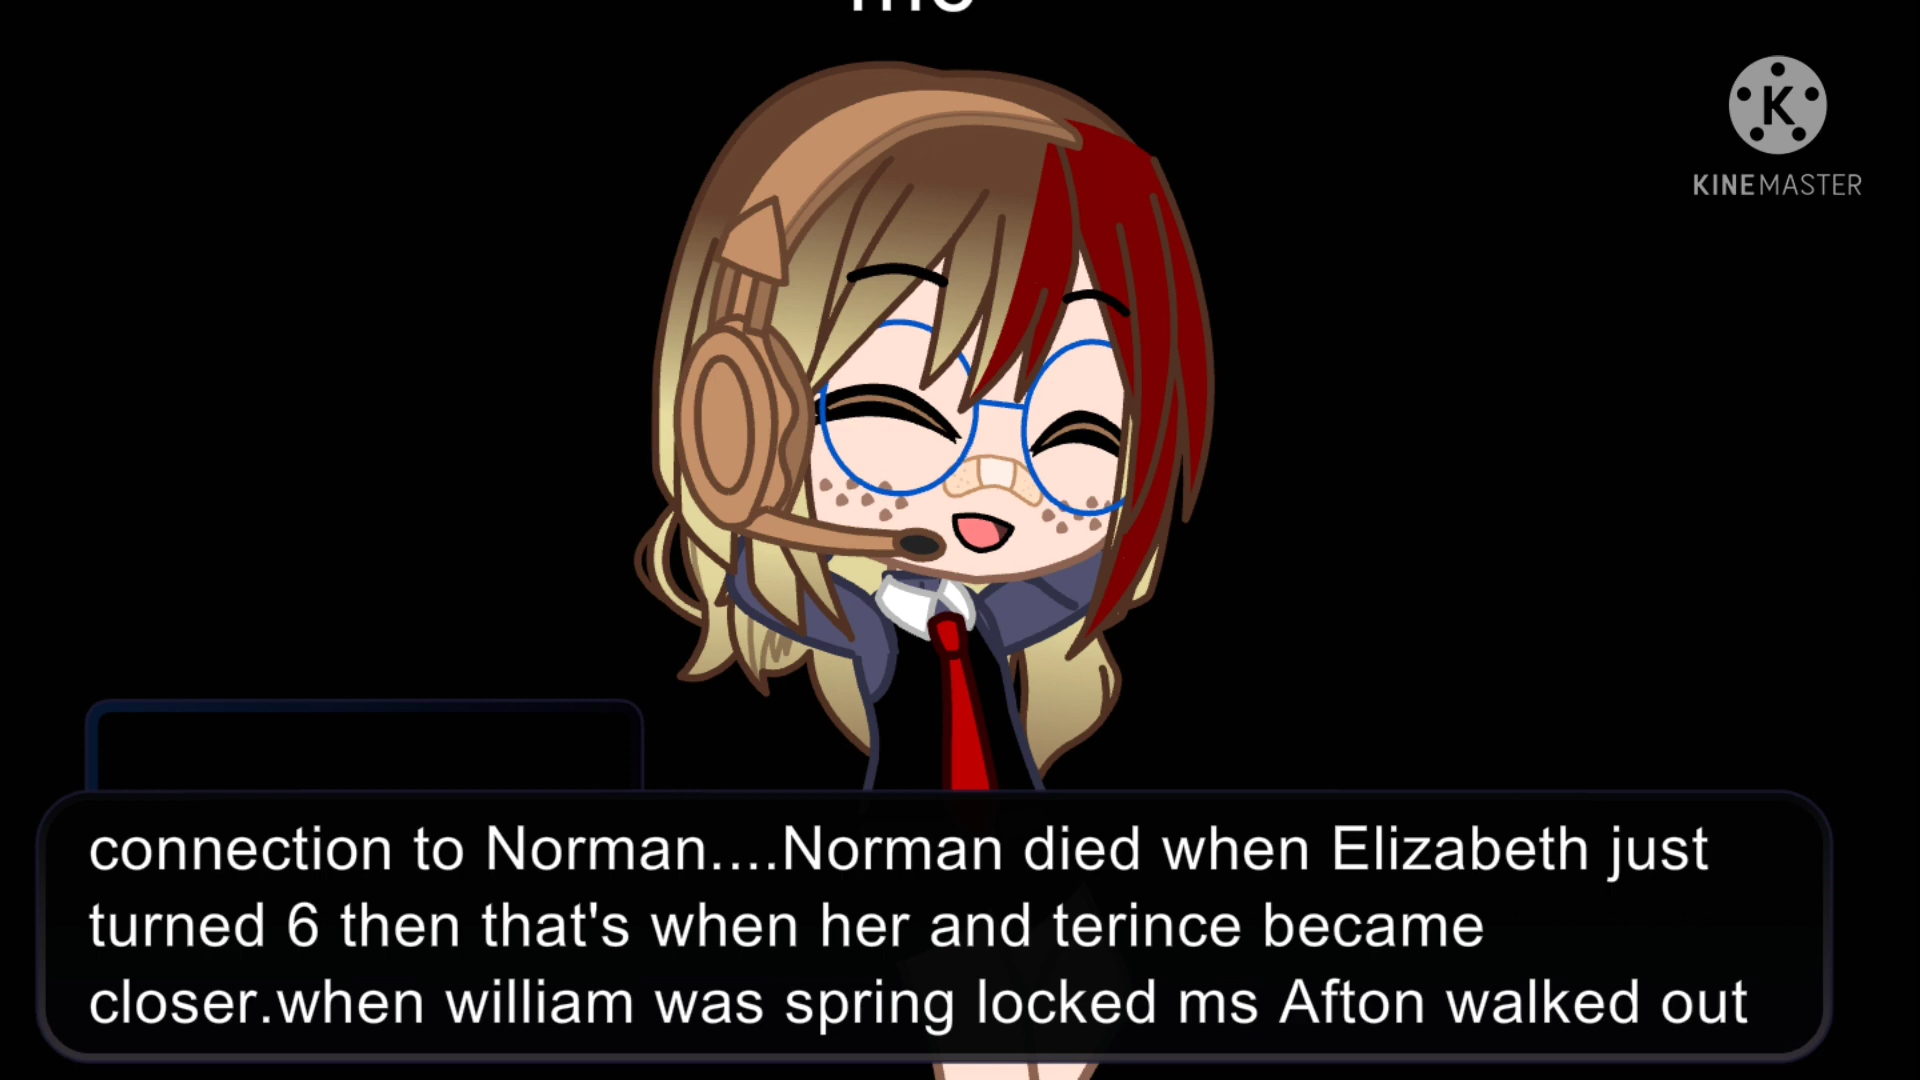 me
K
KINEMASTER
connection to Norman....Norman died when Elizabeth just
turned 6 then that's when her and terince became
closer.when william was spring locked ms Afton walked out